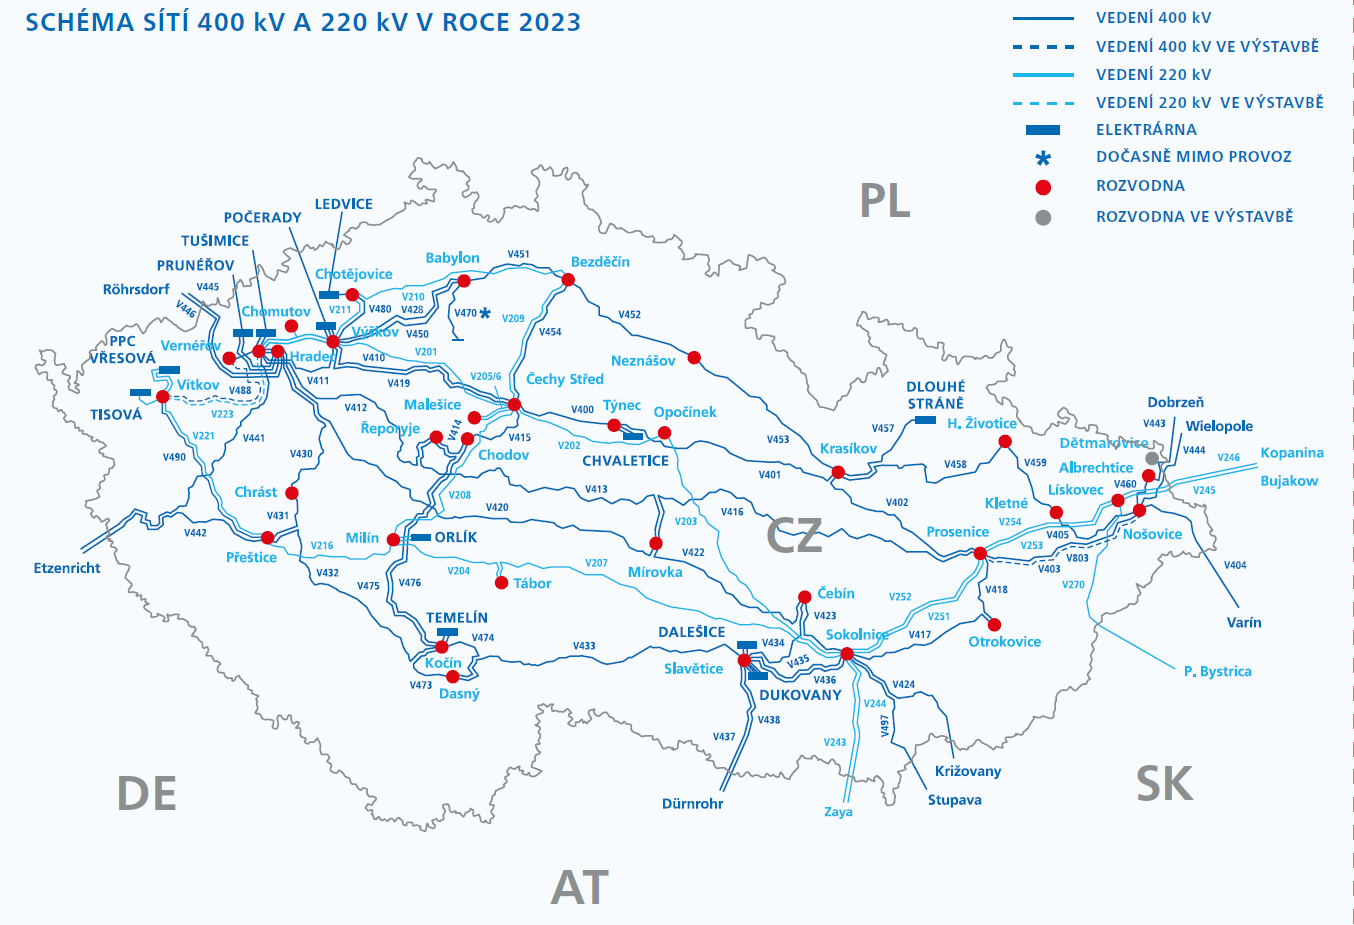 SCHÉMA SÍTÍ 400 kV A 220 kV V ROCE 2023
VEDENÍ 400 kV
VEDENÍ 400 kV VE VÝSTAVBĚ
VEDENÍ 220 kV
VEDENÍ 220 kV VE VÝSTAVBĚ
ELEKTRÁRNA
* DOČASNĚ MIMO PROVOZ
ROZVODNA
ROZVODNA VE VÝSTAVBĚ
PL
LEDVICE
POČERADY
TUŠIMICE
PRUNÉŘOV
Röhrsdorf
V445
V446
Chotějovice
Babylon
V451
Bezděčín
V210
V211
V480
V428
V450
V470 *
V209
V454
V452
Chomutov
Výškov
Vernéřov
Hradec
PPC
VŘESOVÁ
V410
V201
Neznášov
V411
V419
V205/6
Čechy Střed
Vítkov
V488
TISOVÁ
V223
V412
Malešice
V400
Týnec
Opočínek
DLOUHÉ
STRÁNĚ
Dobrzeň
V443
Wielopole
V221
V441
Řeporyje
V414
V415
V202
V453
V457
H. Životice
Dětmarovice
V444
V246
Kopanina
V490
V430
Chodov
CHVALETICE
Krasíkov
V458
V459
Albrechtice
V460
Bujakow
V245
V401
Chrást
V413
V208
V402
Lískovec
Kletné
V431
V420
V203
V416
CZ
V254
V442
Milín
ORLÍK
Prosenice
V405
V253
Nošovice
Přeštice
V216
V422
V403
V803
Etzenricht
V204
V207
Mírovka
V404
V432
V475
V476
Tábor
V270
V418
Čebín
V252
V423
V251
Varín
TEMELÍN
V474
DALEŠICE
V434
Sokolnice
V417
Otrokovice
V433
Kočín
Slavětice
V435
V436
P. Bystrica
V473
Dasný
DUKOVANY
V424
V244
V438
V497
V437
V243
Križovany
DE
Dürnrohr
Zaya
Stupava
SK
AT